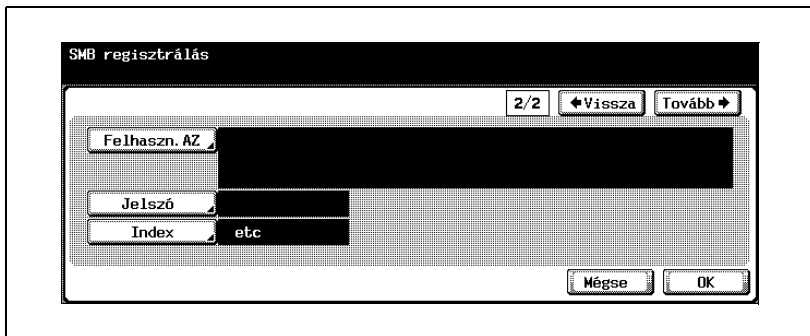 SMB regisztrálás
2/2 Vissza Tovább
Felhaszn.AZ
Jelszó
Index etc
Mégse OK